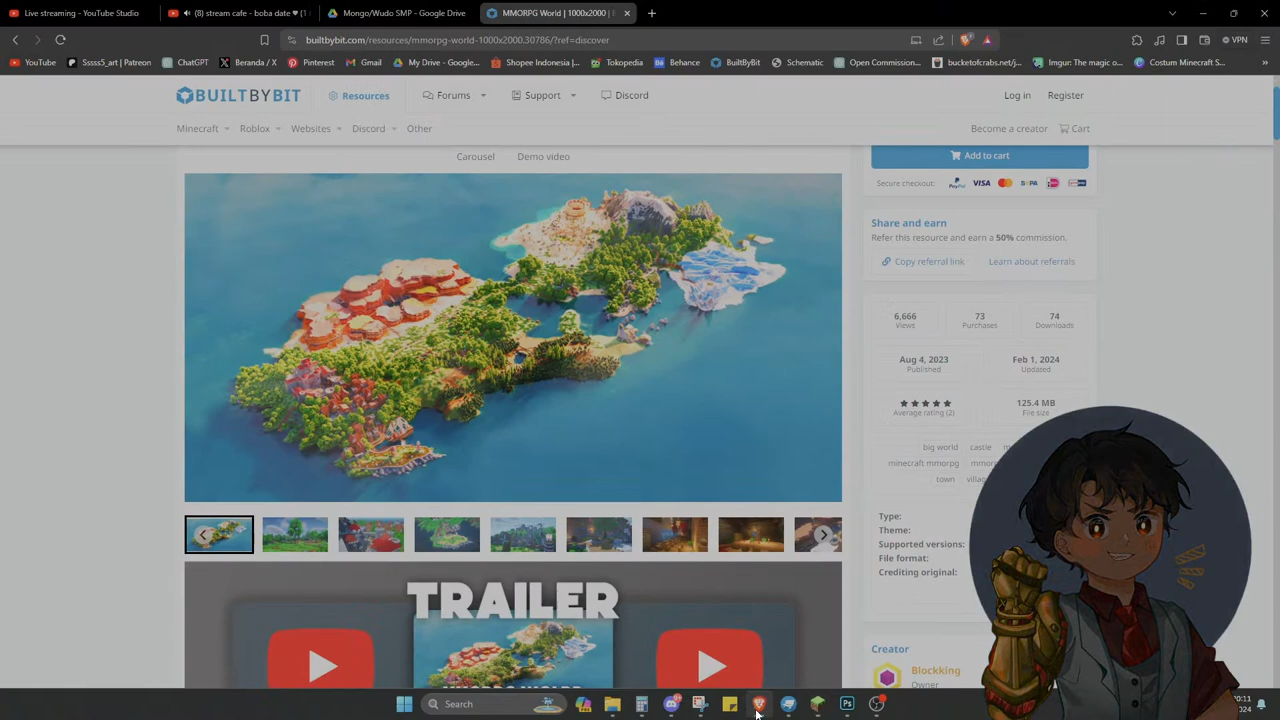 Live streaming - YouTube Studio
(8) stream cafe - boba date ♥ (1
Mongo/Wudo SMP - Google Drive
MMORPG World | 1000x2000 |
builtbybit.com/resources/mmorpg-world-1000x2000.30786/?ref=discover
VPN
YouTube
Sssss5_art | Patreon
ChatGPT
Beranda / X
Pinterest
Gmail
My Drive - Google...
Shopee Indonesia |...
Tokopedia
Behance
BuiltByBit
Schematic
Open Commission...
bucketofcrabs.net/j...
Imgur: The magic o...
Costum Minecraft S...
BUILTBYBIT
Resources
Forums
Support
Discord
Log in
Register
Minecraft
Roblox
Websites
Discord
Other
Become a creator
Cart
Carousel
Demo video
Add to cart
Secure checkout:
PayPal
VISA
Share and earn
Refer this resource and earn a 50% commission.
Copy referral link
Learn about referrals
6,666
Views
73
Purchases
74
Downloads
Aug 4, 2023
Published
Feb 1, 2024
Updated
Average rating (2)
125.4 MB
File size
big world
castle
minecraft mmorpg
town
Type:
Theme:
Supported versions:
File format:
Crediting original:
TRAILER
Creator
Blockking
Owner
Search